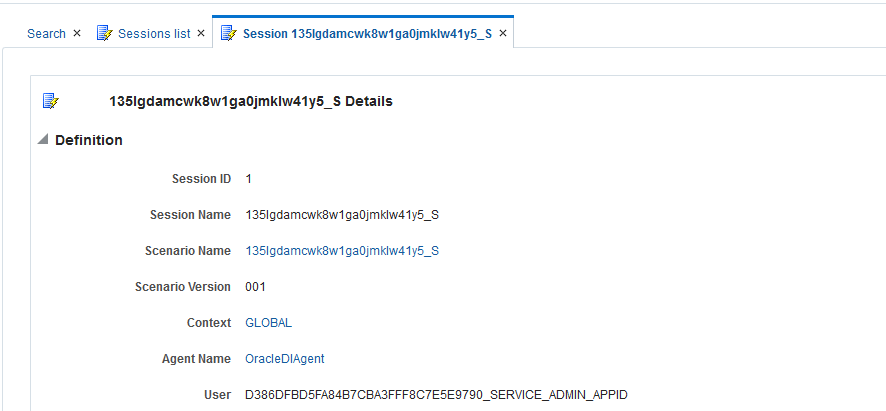 Search × Sessions list × Session 135lgdamcwk8w1ga0jmklw41y5_S ×
135lgdamcwk8w1ga0jmklw41y5_S Details
Definition
Session ID 1
Session Name 135lgdamcwk8w1ga0jmklw41y5_S
Scenario Name 135lgdamcwk8w1ga0jmklw41y5_S
Scenario Version 001
Context GLOBAL
Agent Name OracleDIAgent
User D386DFBD5FA84B7CBA3FFF8C7E5E9790_SERVICE_ADMIN_APPID